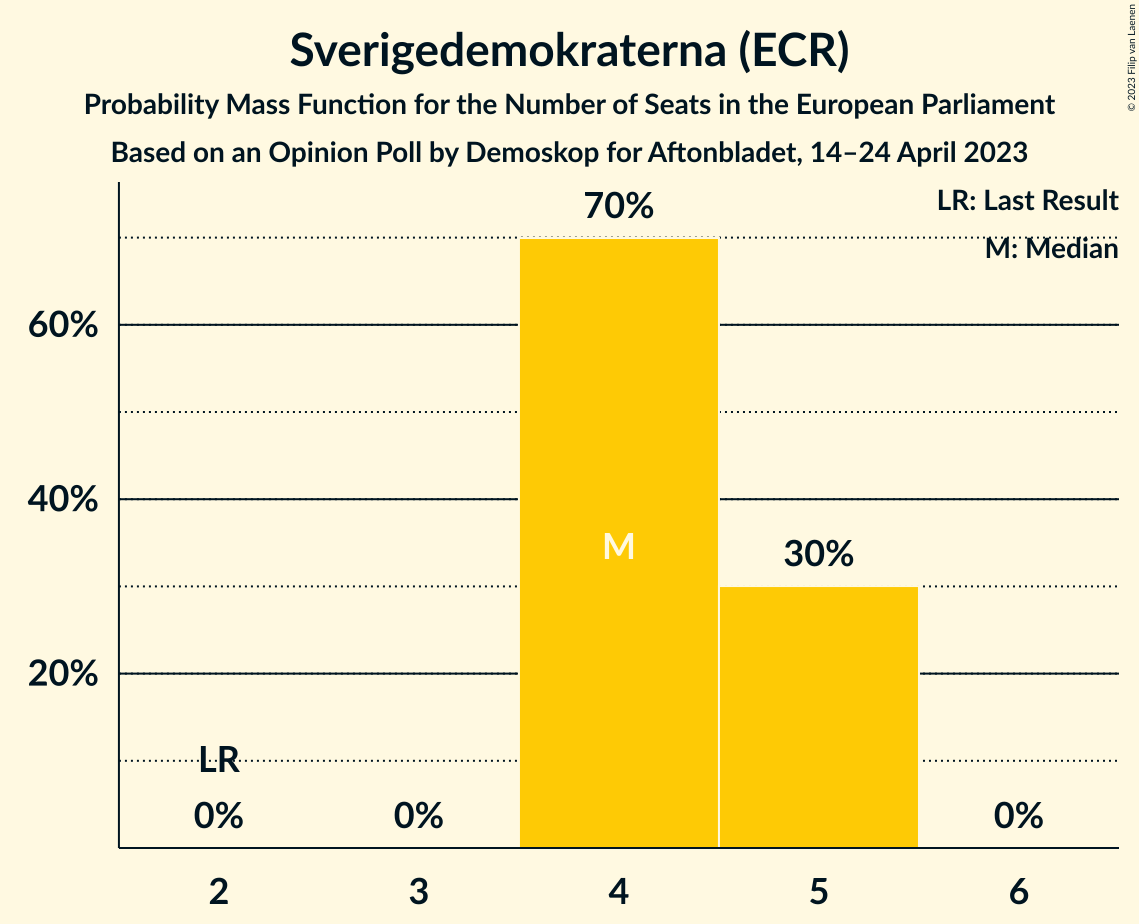 Sverigedemokraterna (ECR)
Probability Mass Function for the Number of Seats in the European Parliament
Based on an Opinion Poll by Demoskop for Aftonbladet, 14–24 April 2023
© 2023 Filip van Laenen
LR: Last Result
M: Median
70%
60%
40%
M
30%
20%
LR
0%
0%
0%
2
3
4
5
6